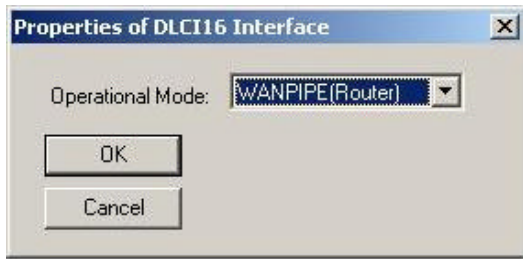 Properties of DLCI16 Interface
Operational Mode: WANPIPE(Router)
OK
Cancel